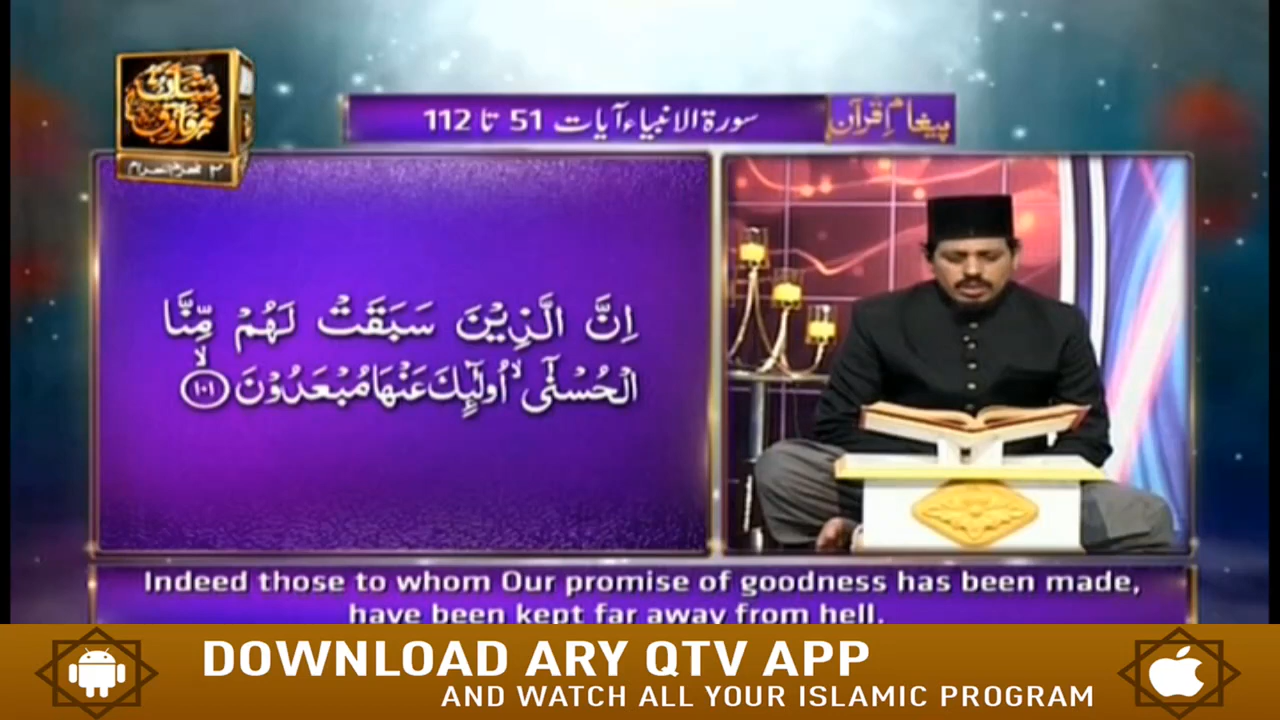 سورۃ الانبیاء آیات 51 تا 112
پیغام قرآن
اِنَّ الَّذِیْنَ سَبَقَتْ لَهُمْ مِّنَّا
الْحُسْنٰۤى ۙ اُولٰٓىِٕكَ عَنْهَا مُبْعَدُوْنَ ۙ۝۱۰۱
Indeed those to whom Our promise of goodness has been made,
have been kept far away from hell.
DOWNLOAD ARY QTV APP
AND WATCH ALL YOUR ISLAMIC PROGRAM